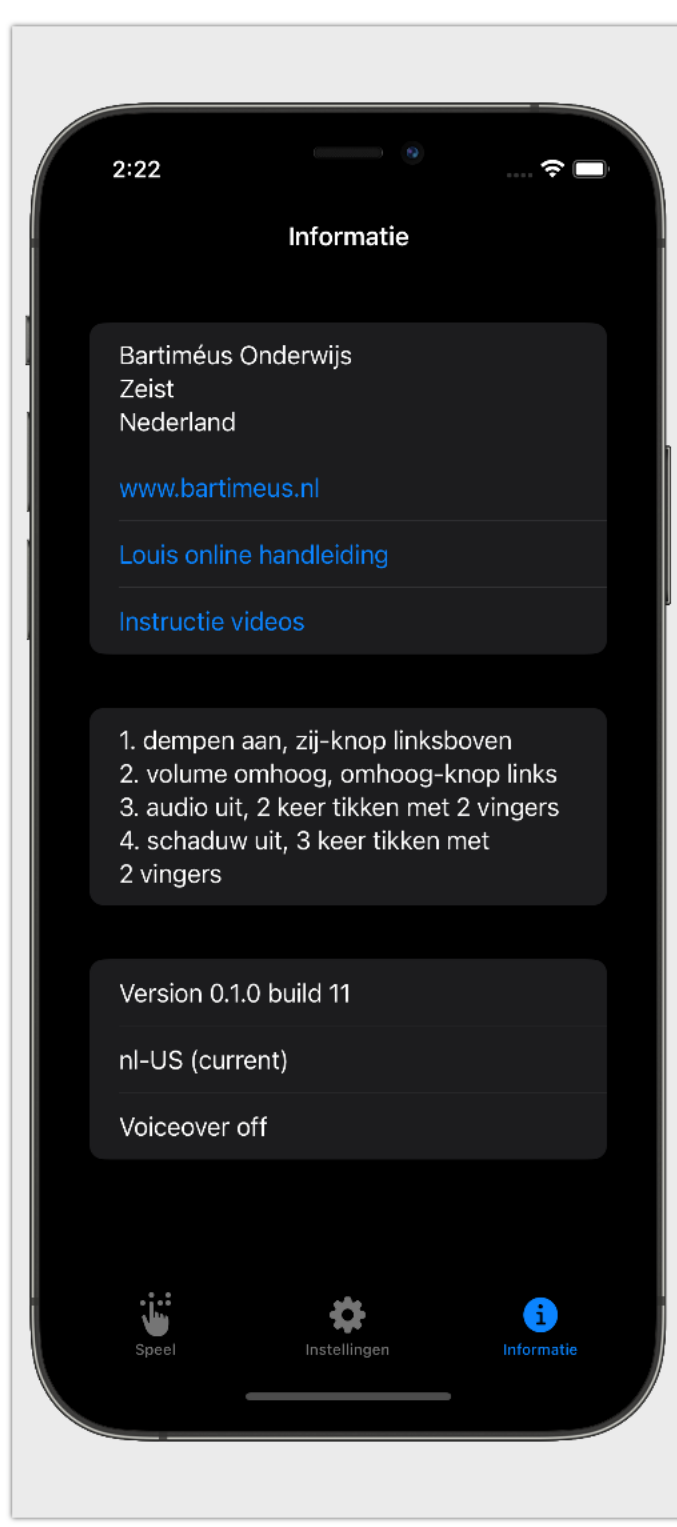 2:22
Informatie
Bartiméus Onderwijs
Zeist
Nederland
www.bartimeus.nl
Louis online handleiding
Instructie videos
1. dempen aan, zij-knop linksboven
2. volume omhoog, omhoog-knop links
3. audio uit, 2 keer tikken met 2 vingers
4. schaduw uit, 3 keer tikken met
2 vingers
Version 0.1.0 build 11
nl-US (current)
Voiceover off
Speel
Instellingen
Informatie